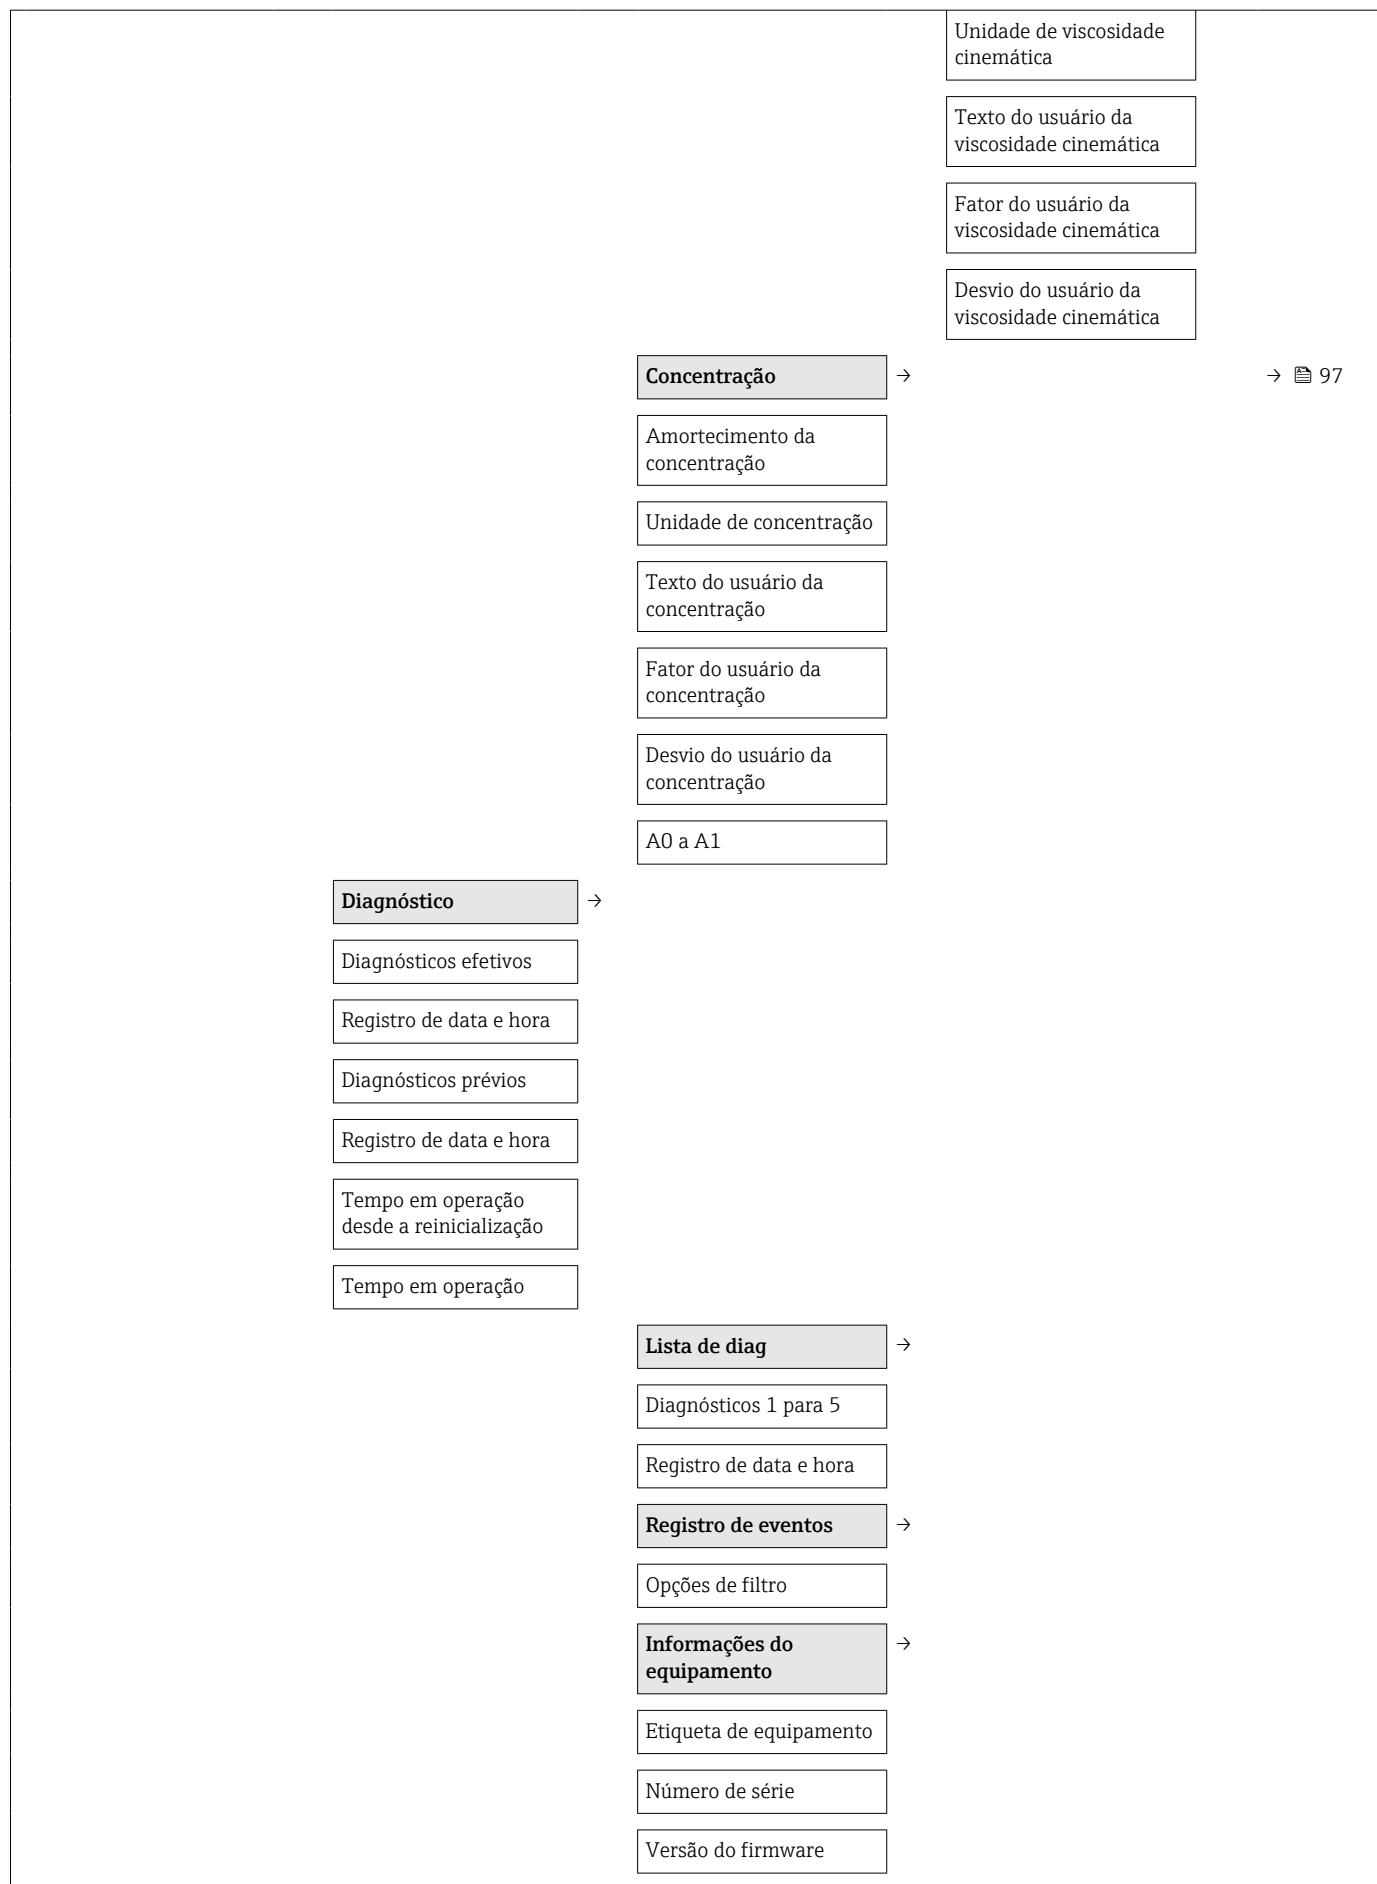 Unidade de viscosidade
cinemática
Texto do usuário da
viscosidade cinemática
Fator do usuário da
viscosidade cinemática
Desvio do usuário da
viscosidade cinemática
Concentração → → 97
Amortecimento da
concentração
Unidade de concentração
Texto do usuário da
concentração
Fator do usuário da
concentração
Desvio do usuário da
concentração
A0 a A1
Diagnóstico →
Diagnósticos efetivos
Registro de data e hora
Diagnósticos prévios
Registro de data e hora
Tempo em operação
desde a reinicialização
Tempo em operação
Lista de diag →
Diagnósticos 1 para 5
Registro de data e hora
Registro de eventos →
Opções de filtro
Informações do →
equipamento
Etiqueta de equipamento
Número de série
Versão do firmware